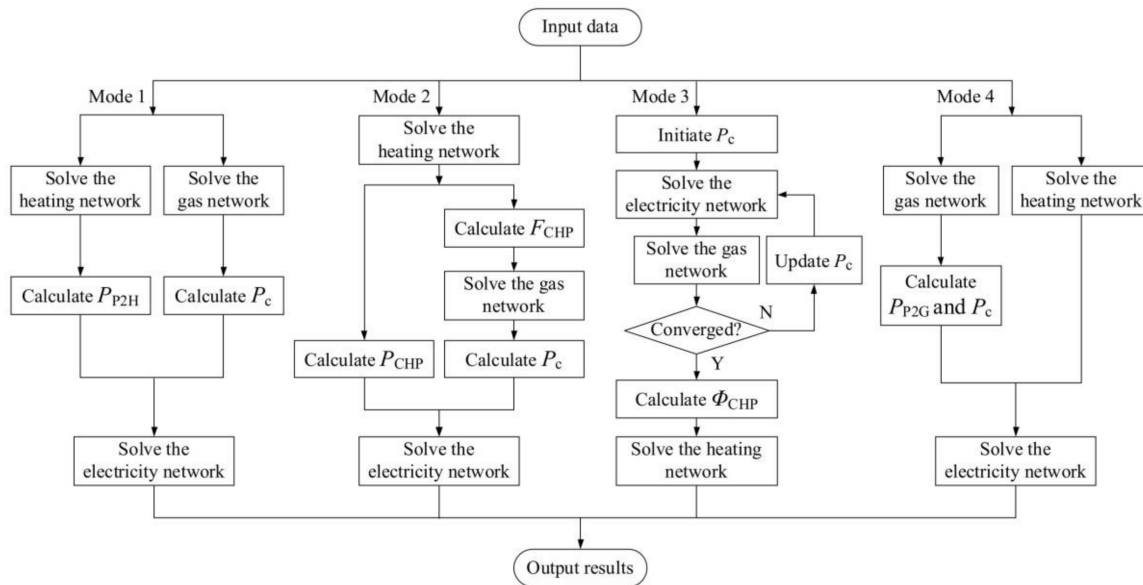 Input data
Mode 1
Solve the
heating network
Solve the
gas network
Calculate P_P2H
Calculate P_c
Solve the
electricity network
Mode 2
Solve the
heating network
Calculate F_CHP
Solve the gas
network
Calculate P_CHP
Calculate P_c
Solve the
electricity network
Mode 3
Initiate P_c
Solve the
electricity network
Solve the gas
network
Update P_c
Converged?
N
Y
Calculate Φ_CHP
Solve the heating
network
Mode 4
Solve the
gas network
Solve the
heating network
Calculate
P_P2G and P_c
Solve the
electricity network
Output results